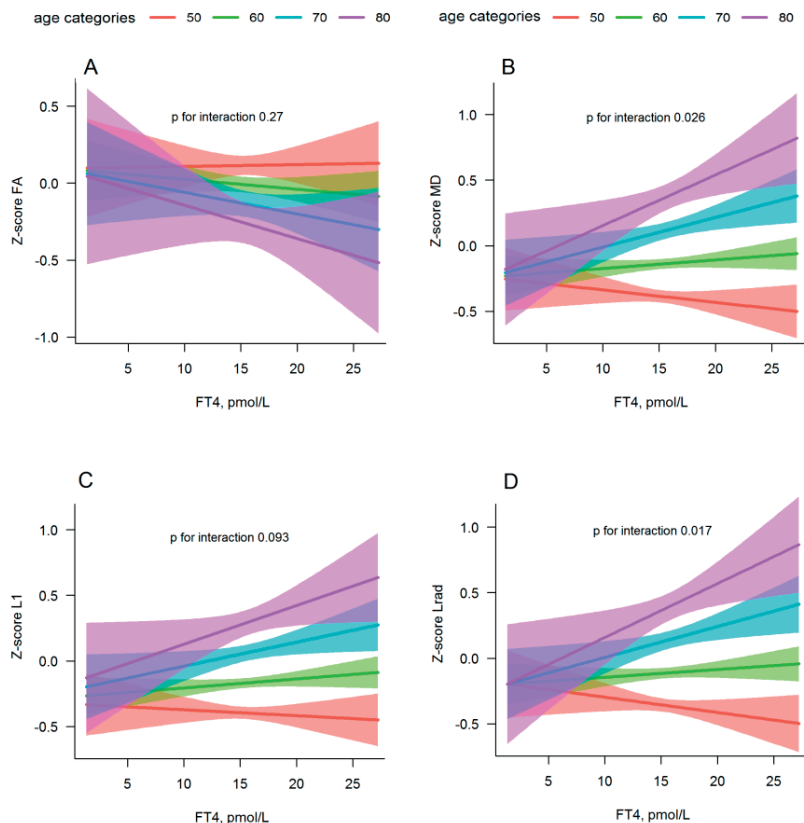 age categories 50 60 70 80
age categories 50 60 70 80
A
p for interaction 0.27
Z-score FA
0.5
0.0
-0.5
-1.0
5 10 15 20 25
FT4, pmol/L
B
p for interaction 0.026
Z-score MD
1.0
0.5
0.0
-0.5
5 10 15 20 25
FT4, pmol/L
C
p for interaction 0.093
Z-score L1
1.0
0.5
0.0
-0.5
5 10 15 20 25
FT4, pmol/L
D
p for interaction 0.017
Z-score Lrad
1.0
0.5
0.0
-0.5
5 10 15 20 25
FT4, pmol/L